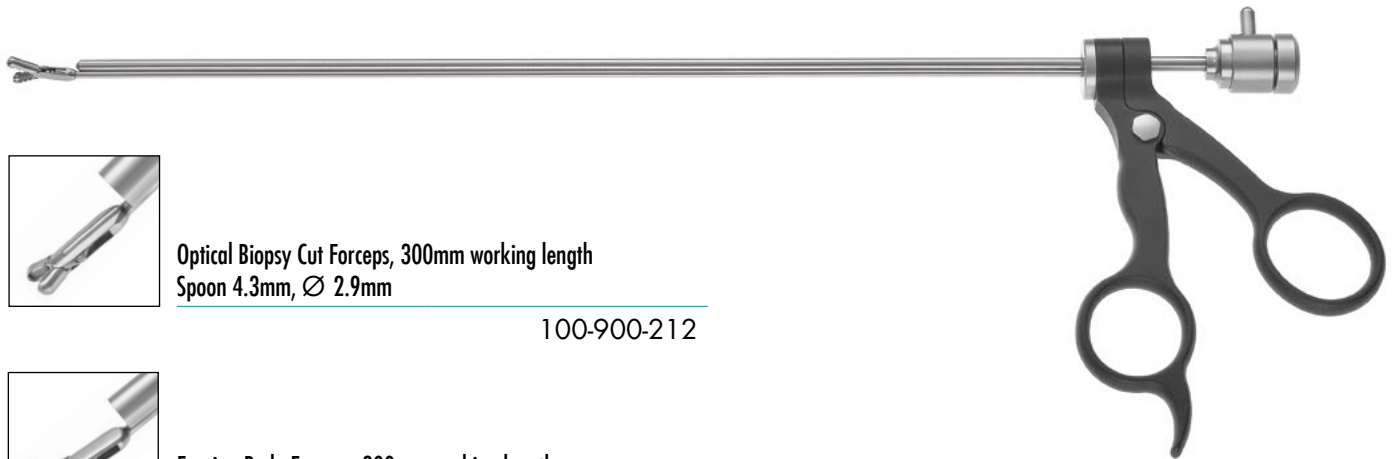 Optical Biopsy Cut Forceps, 300mm working length
Spoon 4.3mm, Ø 2.9mm
100-900-212